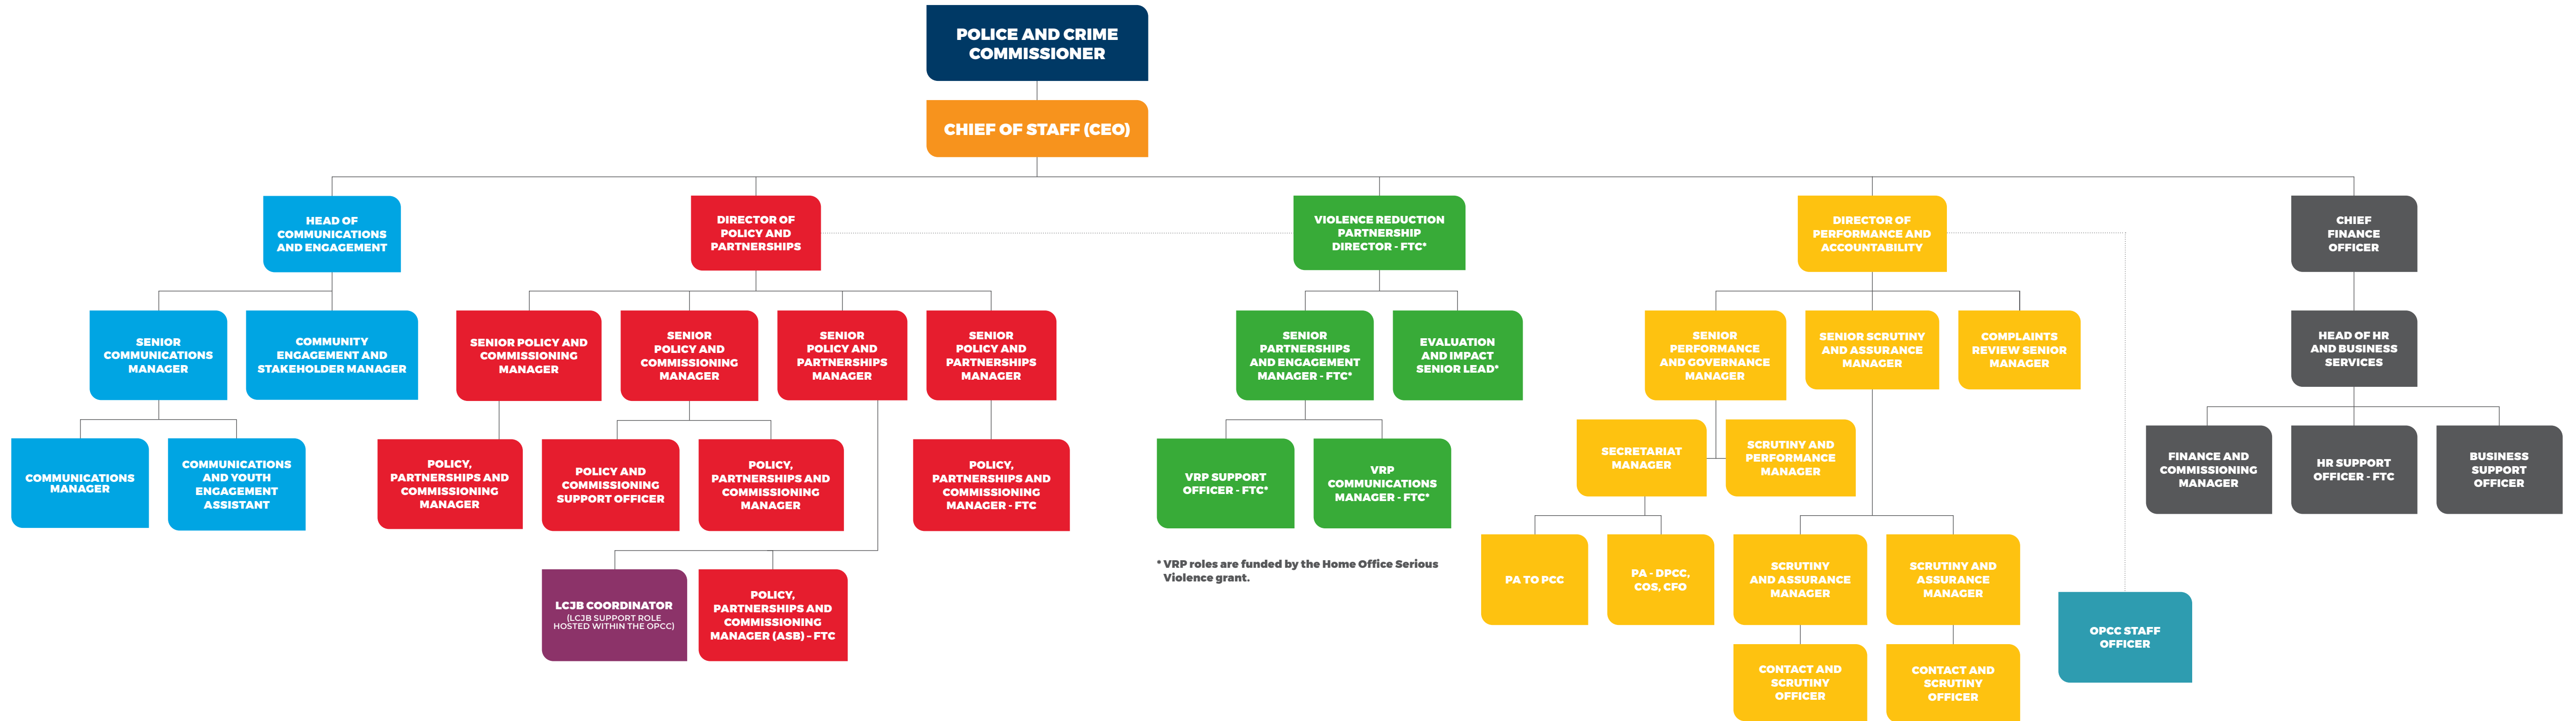 POLICE AND CRIME
COMMISSIONER
CHIEF OF STAFF (CEO)
HEAD OF
COMMUNICATIONS
AND ENGAGEMENT
DIRECTOR OF
POLICY AND
PARTNERSHIPS
VIOLENCE REDUCTION
PARTNERSHIP
DIRECTOR - FTC*
DIRECTOR OF
PERFORMANCE AND
ACCOUNTABILITY
CHIEF
FINANCE
OFFICER
SENIOR
COMMUNICATIONS
MANAGER
COMMUNITY
ENGAGEMENT AND
STAKEHOLDER MANAGER
SENIOR POLICY AND
COMMISSIONING
MANAGER
SENIOR
POLICY AND
COMMISSIONING
MANAGER
SENIOR
POLICY AND
PARTNERSHIPS
MANAGER
SENIOR
POLICY AND
PARTNERSHIPS
MANAGER
SENIOR
PARTNERSHIPS
AND ENGAGEMENT
MANAGER - FTC*
EVALUATION
AND IMPACT
SENIOR LEAD*
SENIOR
PERFORMANCE
AND GOVERNANCE
MANAGER
SENIOR SCRUTINY
AND ASSURANCE
MANAGER
COMPLAINTS
REVIEW SENIOR
MANAGER
HEAD OF HR
AND BUSINESS
SERVICES
COMMUNICATIONS
MANAGER
COMMUNICATIONS
AND YOUTH
ENGAGEMENT
ASSISTANT
POLICY,
PARTNERSHIPS AND
COMMISSIONING
MANAGER
POLICY AND
COMMISSIONING
SUPPORT OFFICER
POLICY,
PARTNERSHIPS AND
COMMISSIONING
MANAGER
POLICY,
PARTNERSHIPS AND
COMMISSIONING
MANAGER - FTC
VRP SUPPORT
OFFICER - FTC*
VRP
COMMUNICATIONS
MANAGER - FTC*
SECRETARIAT
MANAGER
SCRUTINY AND
PERFORMANCE
MANAGER
FINANCE AND
COMMISSIONING
MANAGER
HR SUPPORT
OFFICER - FTC
BUSINESS
SUPPORT
OFFICER
* VRP roles are funded by the Home Office Serious
Violence grant.
LCJB COORDINATOR
(LCJB SUPPORT ROLE
HOSTED WITHIN THE OPCC)
POLICY,
PARTNERSHIPS AND
COMMISSIONING
MANAGER (ASB) – FTC
PA TO PCC
PA - DPCC,
COS, CFO
SCRUTINY
AND ASSURANCE
MANAGER
SCRUTINY AND
ASSURANCE
MANAGER
OPCC STAFF
OFFICER
CONTACT AND
SCRUTINY
OFFICER
CONTACT AND
SCRUTINY
OFFICER